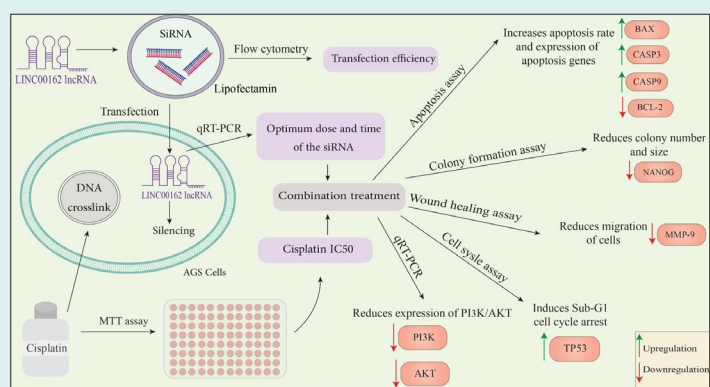 SiRNA
LINC00162 lncRNA
Lipofectamin
Flow cytometry
Transfection efficiency
Transfection
qRT-PCR
Optimum dose and time
of the siRNA
LINC00162 lncRNA
Silencing
DNA
crosslink
AGS Cells
Combination treatment
Cisplatin IC50
Cisplatin
MTT assay
Apoptosis assay
Increases apoptosis rate
and expression of
apoptosis genes
BAX
CASP3
CASP9
BCL-2
Colony formation assay
Reduces colony number
and size
NANOG
Wound healing assay
Reduces migration
of cells
MMP-9
Cell sysle assay
Induces Sub-G1
cell cycle arrest
TP53
qRT-PCR
Reduces expression of PI3K/AKT
PI3K
AKT
Upregulation
Downregulation